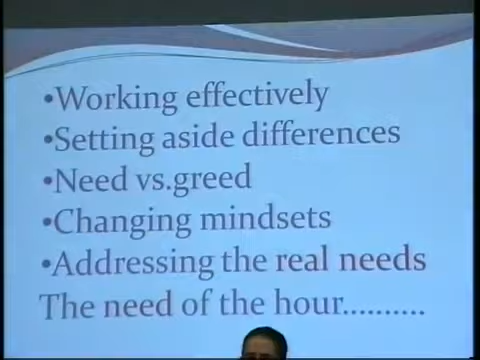 •Working effectively
•Setting aside differences
•Need vs.greed
•Changing mindsets
•Addressing the real needs
The need of the hour..........